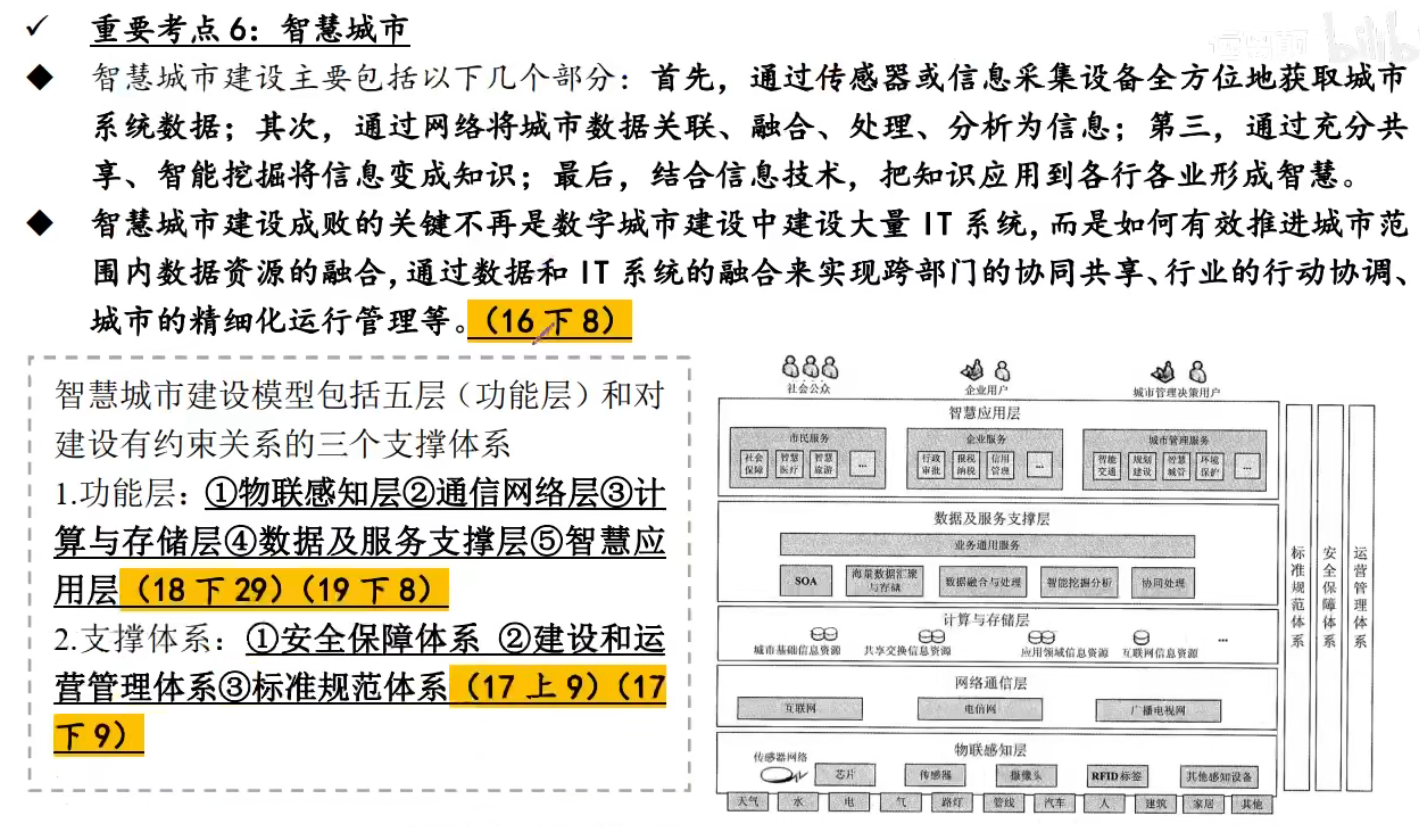 ✓ 重要考点 6：智慧城市
◆ 智慧城市建设主要包括以下几个部分：首先，通过传感器或信息采集设备全方位地获取城市
系统数据；其次，通过网络将城市数据关联、融合、处理、分析为信息；第三，通过充分共
享、智能挖掘将信息变成知识；最后，结合信息技术，把知识应用到各行各业形成智慧。
◆ 智慧城市建设成败的关键不再是数字城市建设中建设大量 IT 系统，而是如何有效推进城市范
围内数据资源的融合，通过数据和 IT 系统的融合来实现跨部门的协同共享、行业的行动协调、
城市的精细化运行管理等。（16 下 8）
智慧城市建设模型包括五层（功能层）和对
建设有约束关系的三个支撑体系
1.功能层：①物联感知层②通信网络层③计
算与存储层④数据及服务支撑层⑤智慧应
用层（18 下 29）（19 下 8）
2.支撑体系：①安全保障体系 ②建设和运
营管理体系③标准规范体系（17 上 9）（17
下 9）
社会公众 企业用户 城市管理决策用户
智慧应用层
市民服务 企业服务 城市管理服务
社会保障 智慧医疗 智慧旅游 ... 行政审批 报税纳税 信用管理 ... 智能交通 规划建设 智慧城管 环境保护 ...
数据及服务支撑层
业务通用服务
SOA 海量数据汇聚与存储 数据融合与处理 智能挖掘分析 协同处理
计算与存储层
城市基础信息资源 共享交换信息资源 应用领域信息资源 互联网信息资源 ...
网络通信层
互联网 电信网 广播电视网
物联感知层
传感器网络 芯片 传感器 摄像头 RFID 标签 其他感知设备
天气 水 电 气 路灯 管线 汽车 人 建筑 家居 其他
标准规范体系
安全保障体系
运营管理体系